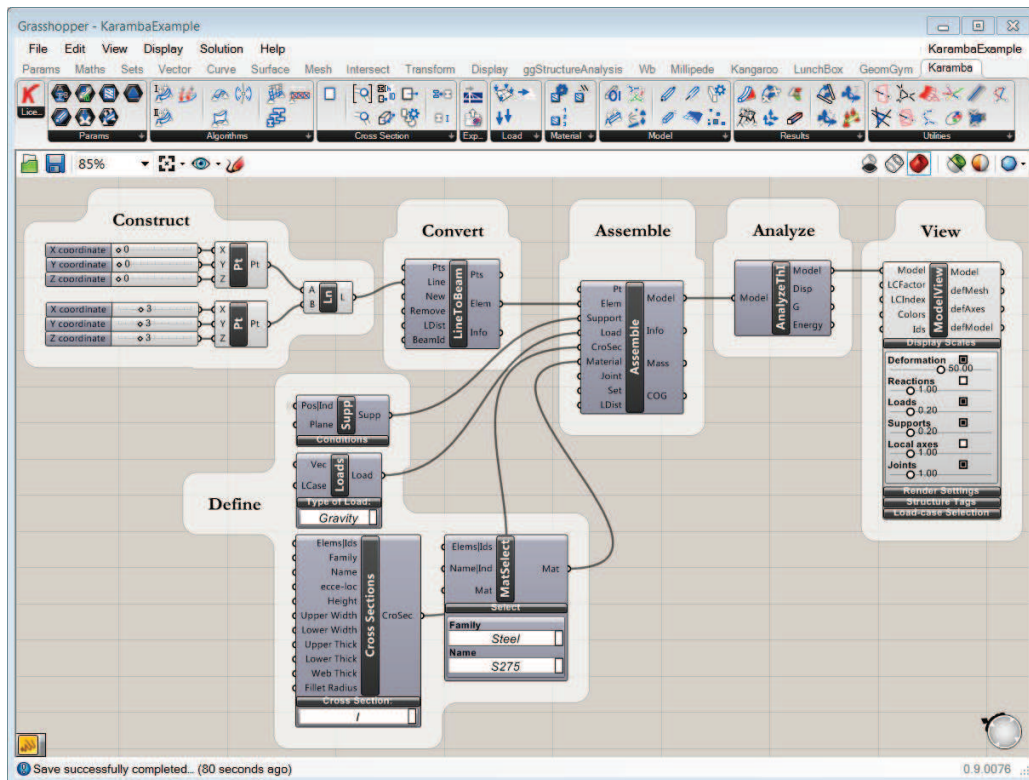 Grasshopper - KarambaExample
File Edit View Display Solution Help KarambaExample
Params Maths Sets Vector Curve Surface Mesh Intersect Transform Display ggStructureAnalysis Wb Millipede Kangaroo LunchBox GeomGym Karamba
Lice...
Params Algorithms Cross Section Exp... Load Material Model Results Utilities
85%
Construct
X coordinate 0
Y coordinate 0
Z coordinate 0
X
Y
Z
Pt
Pt
X coordinate 3
Y coordinate 3
Z coordinate 3
X
Y
Z
Pt
Pt
A
B
Ln
L
Convert
Pts
Line
New
Remove
LDist
BeamId
LineToBeam
Pts
Elem
Info
Assemble
Pt
Elem
Support
Load
CroSec
Material
Joint
Set
LDist
Assemble
Model
Info
Mass
COG
Analyze
Model
AnalyzeThI
Model
Disp
G
Energy
View
Model
LCFactor
LCIndex
Colors
Ids
ModelView
Model
defMesh
defAxes
defModel
Display Scales
Deformation
50.00
Reactions
1.00
Loads
0.20
Supports
0.20
Local axes
1.00
Joints
1.00
Render Settings
Structure Tags
Load-case Selection
Define
Pos|Ind
Plane
Supp
Supp
Conditions
Vec
LCase
Loads
Load
Type of Load:
Gravity
Elems|Ids
Family
Name
ecce-loc
Height
Upper Width
Lower Width
Upper Thick
Lower Thick
Web Thick
Fillet Radius
Cross Sections
CroSec
Cross Section:
I
Elems|Ids
Name|Ind
Mat
MatSelect
Mat
Select
Family
Steel
Name
S275
Save successfully completed... (80 seconds ago) 0.9.0076